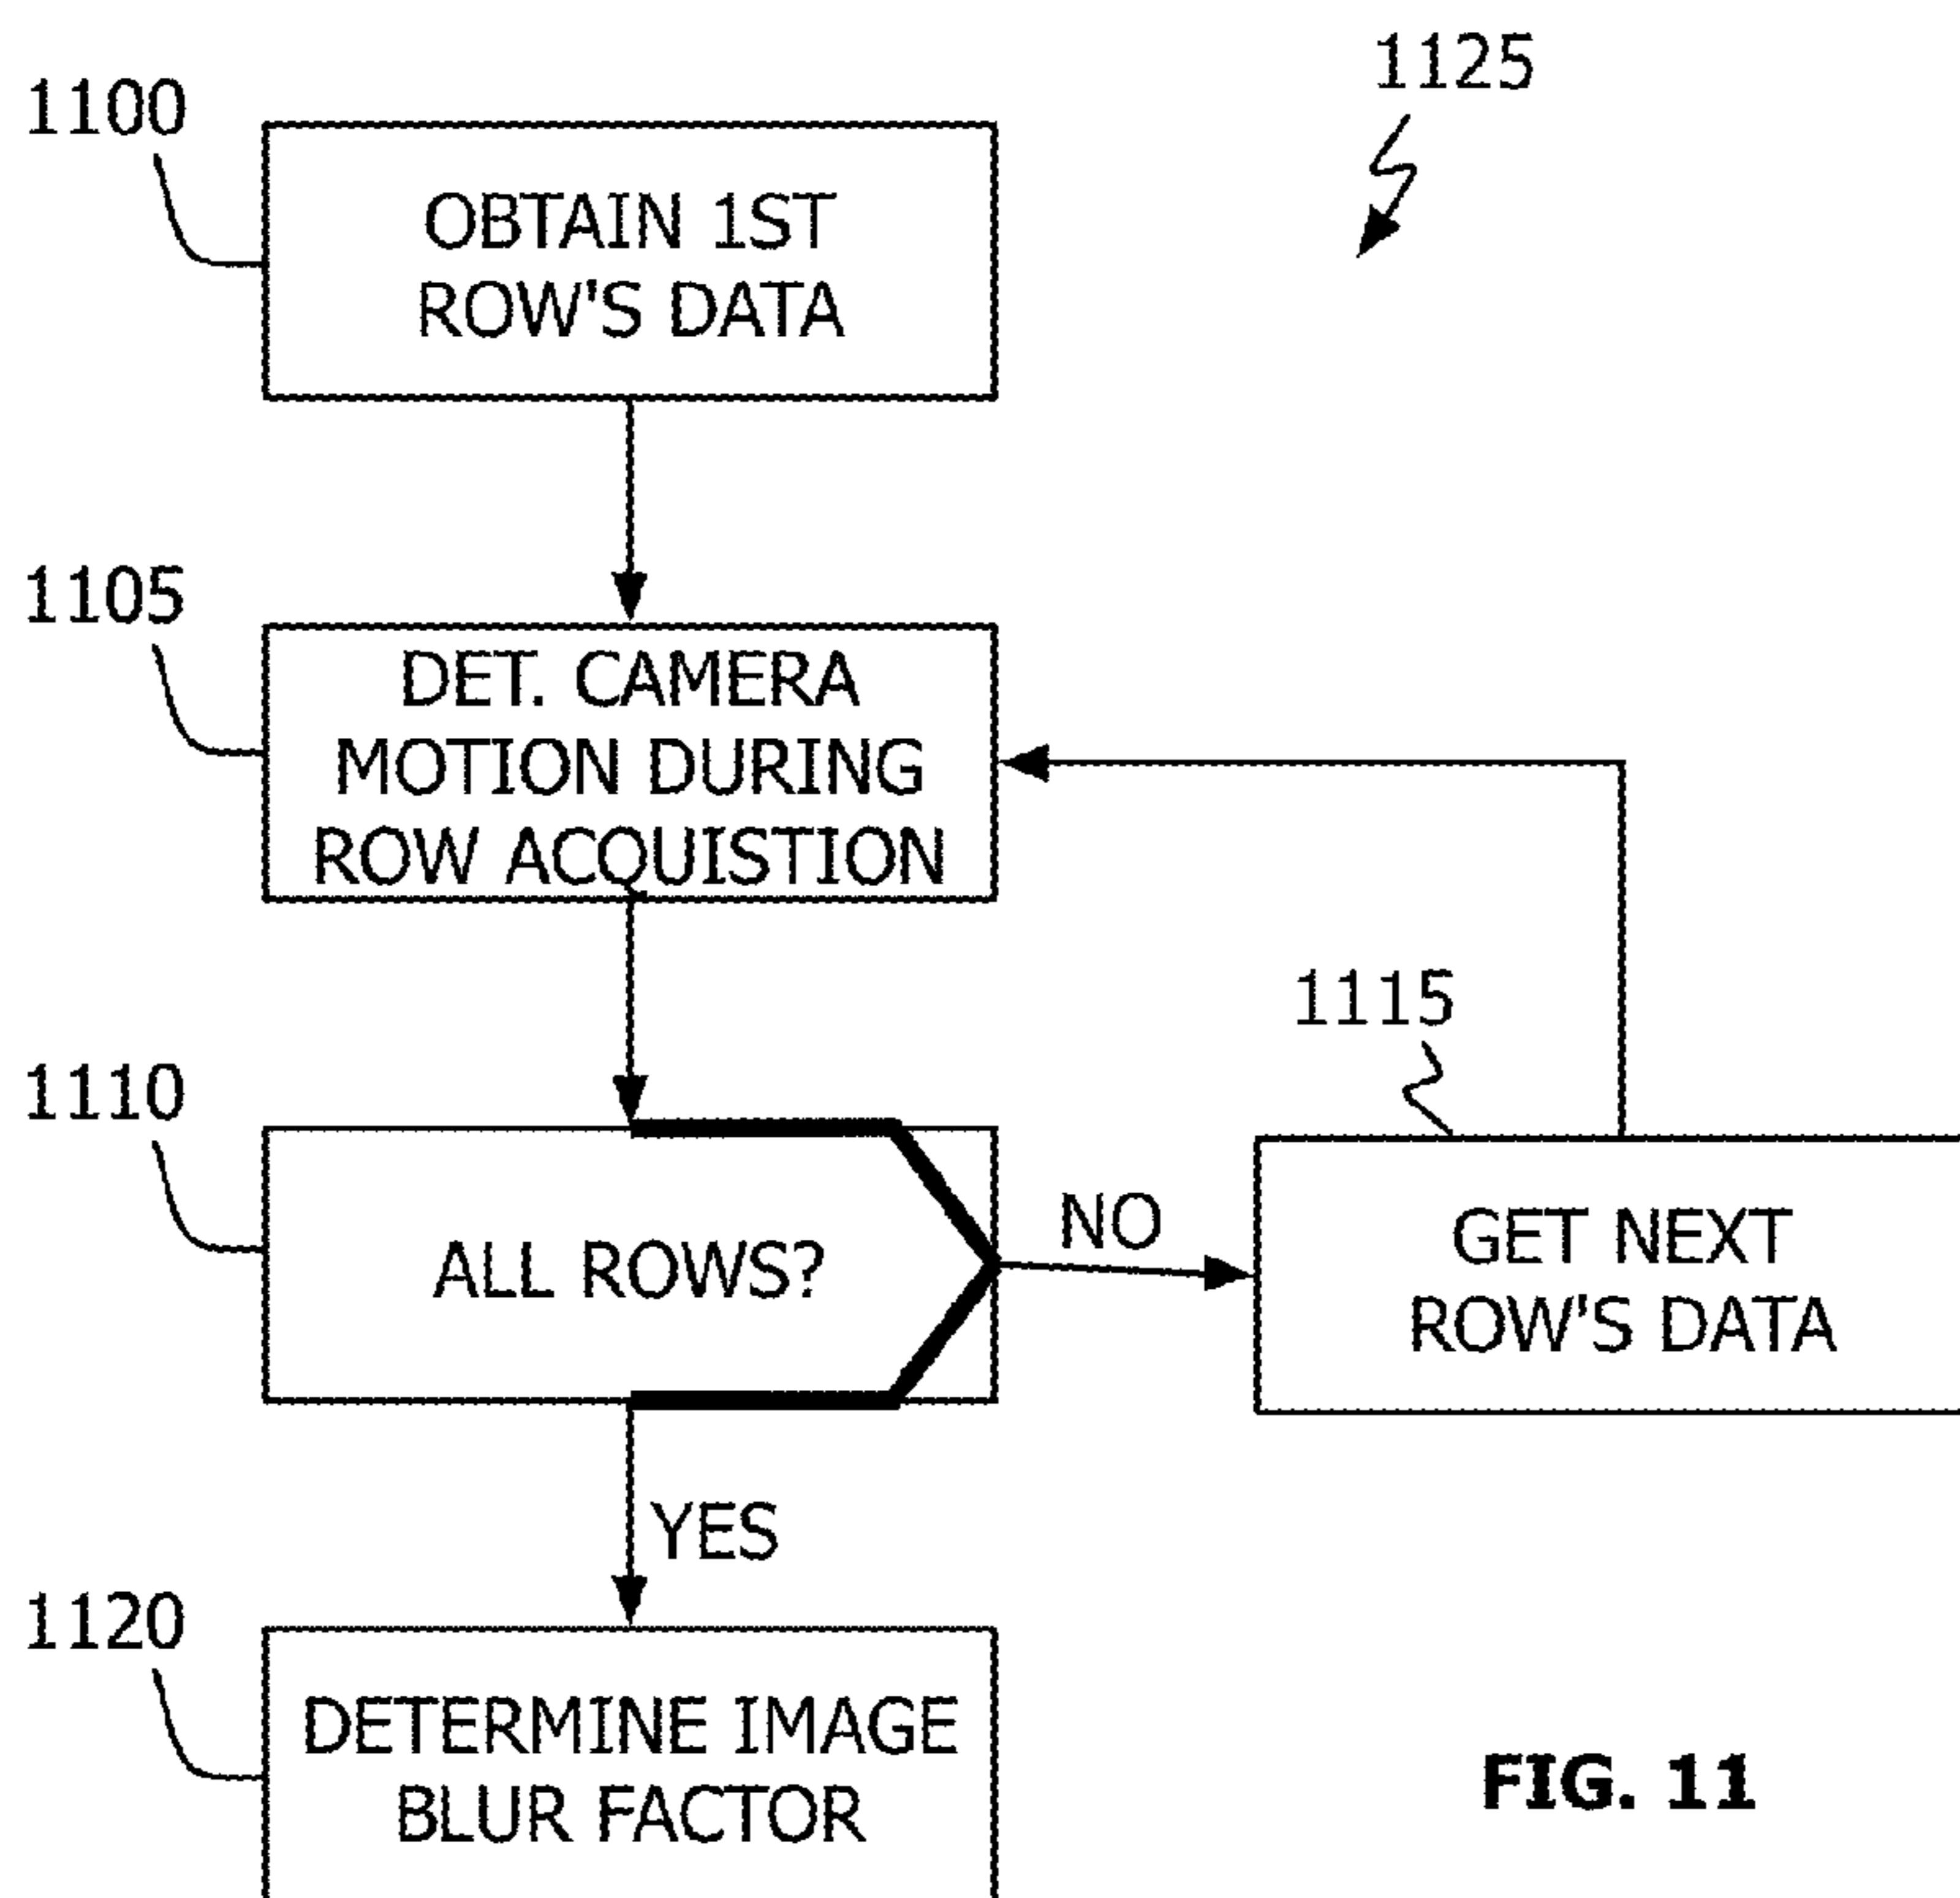 1125
1100
OBTAIN 1ST
ROW'S DATA
1105
DET. CAMERA
MOTION DURING
ROW ACQUISTION
1115
1110
ALL ROWS?
NO
GET NEXT
ROW'S DATA
YES
1120
DETERMINE IMAGE
BLUR FACTOR
FIG. 11